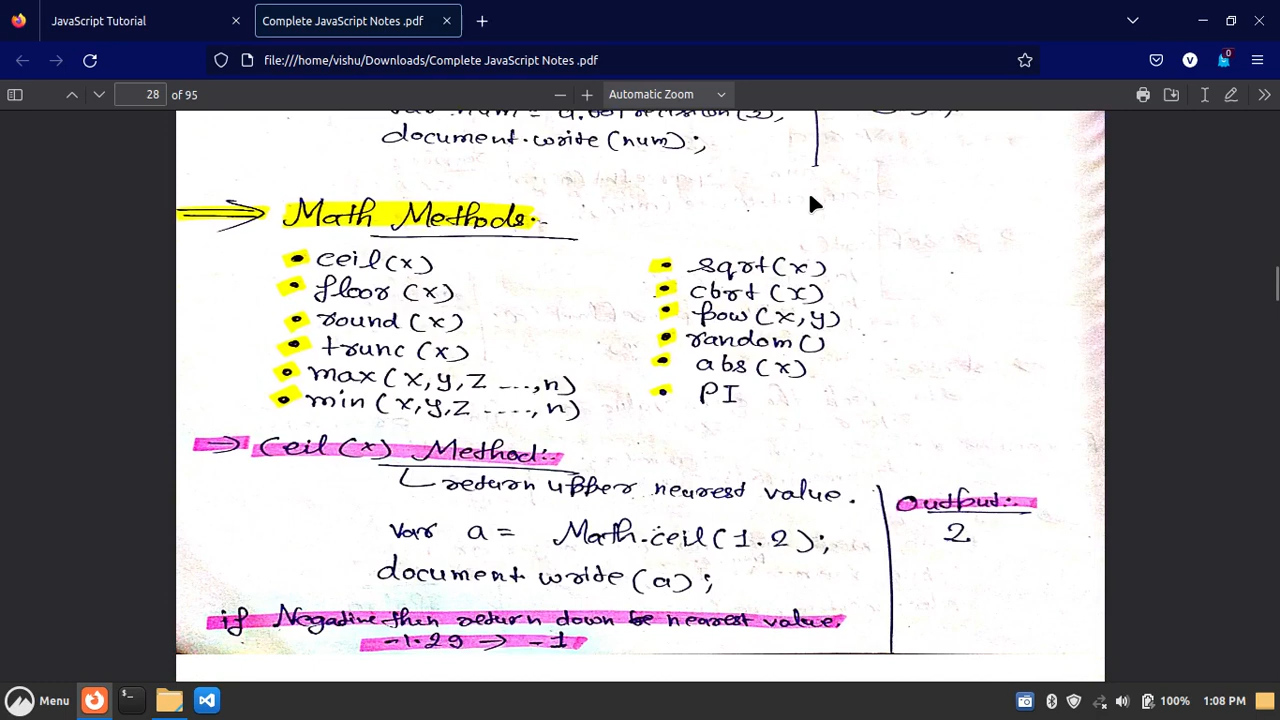 JavaScript Tutorial
Complete JavaScript Notes .pdf
file:///home/vishu/Downloads/Complete JavaScript Notes .pdf
V
0
28 of 95
Automatic Zoom
var num =
document.write(num);
Math Methods:-
ceil(x)
floor(x)
round(x)
trunc(x)
max(x,y,z ....,n)
min(x,y,z .....,n)
sqrt(x)
cbrt(x)
pow(x,y)
random()
abs(x)
PI
=> Ceil(x) Method:-
return upper nearest value.
var a = Math.ceil(1.2);
document.write(a);
if Negative then return down nearest value.
-1.29 → -1
Output:-
2
Menu
100%
1:08 PM